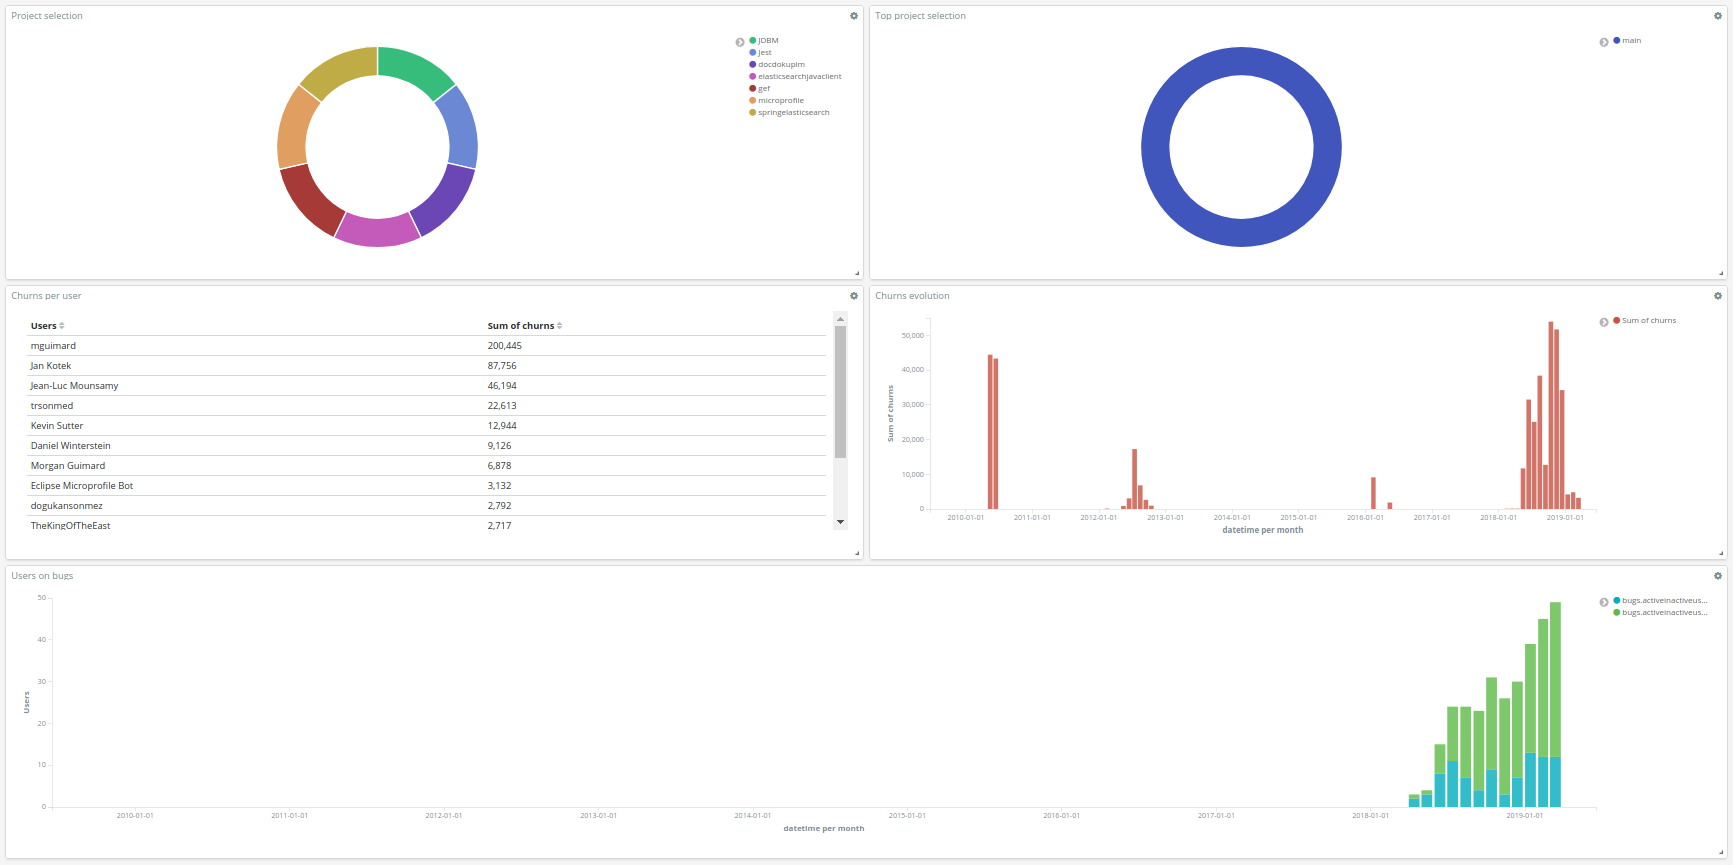 Project selection
JDBM
Jest
docdokuplm
elasticsearchjavaclient
gef
microprofile
springelasticsearch
Top project selection
main
Churns per user
Users Sum of churns
mguimard 200,445
Jan Kotek 87,756
Jean-Luc Mounsamy 46,194
trsonmed 22,613
Kevin Sutter 12,944
Daniel Winterstein 9,126
Morgan Guimard 6,878
Eclipse Microprofile Bot 3,132
dogukansonmez 2,792
TheKingOfTheEast 2,717
Churns evolution
Sum of churns
50,000
40,000
30,000
20,000
10,000
0
Sum of churns
2010-01-01 2011-01-01 2012-01-01 2013-01-01 2014-01-01 2015-01-01 2016-01-01 2017-01-01 2018-01-01 2019-01-01
datetime per month
Users on bugs
bugs.activeinactiveus...
bugs.activeinactiveus...
50
40
30
20
10
0
Users
2010-01-01 2011-01-01 2012-01-01 2013-01-01 2014-01-01 2015-01-01 2016-01-01 2017-01-01 2018-01-01 2019-01-01
datetime per month